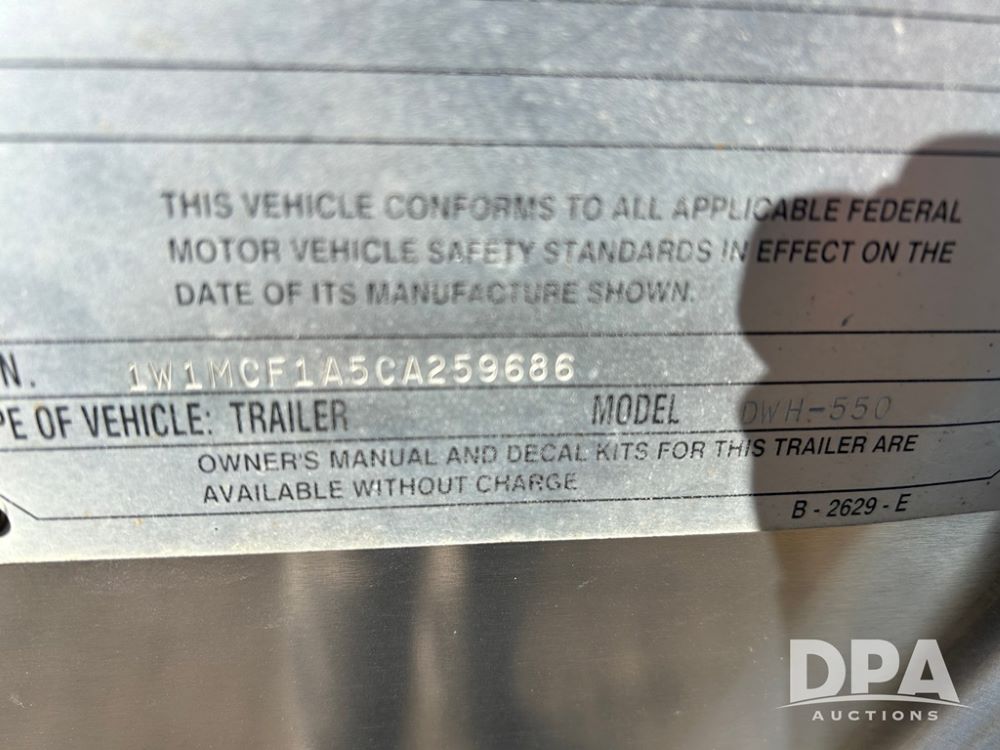 THIS VEHICLE CONFORMS TO ALL APPLICABLE FEDERAL
MOTOR VEHICLE SAFETY STANDARDS IN EFFECT ON THE
DATE OF ITS MANUFACTURE SHOWN.
N. 1W1MCF1A5CA259686
PE OF VEHICLE: TRAILER MODEL DWH-550
OWNER'S MANUAL AND DECAL KITS FOR THIS TRAILER ARE
AVAILABLE WITHOUT CHARGE
B - 2629 - E
DPA
AUCTIONS